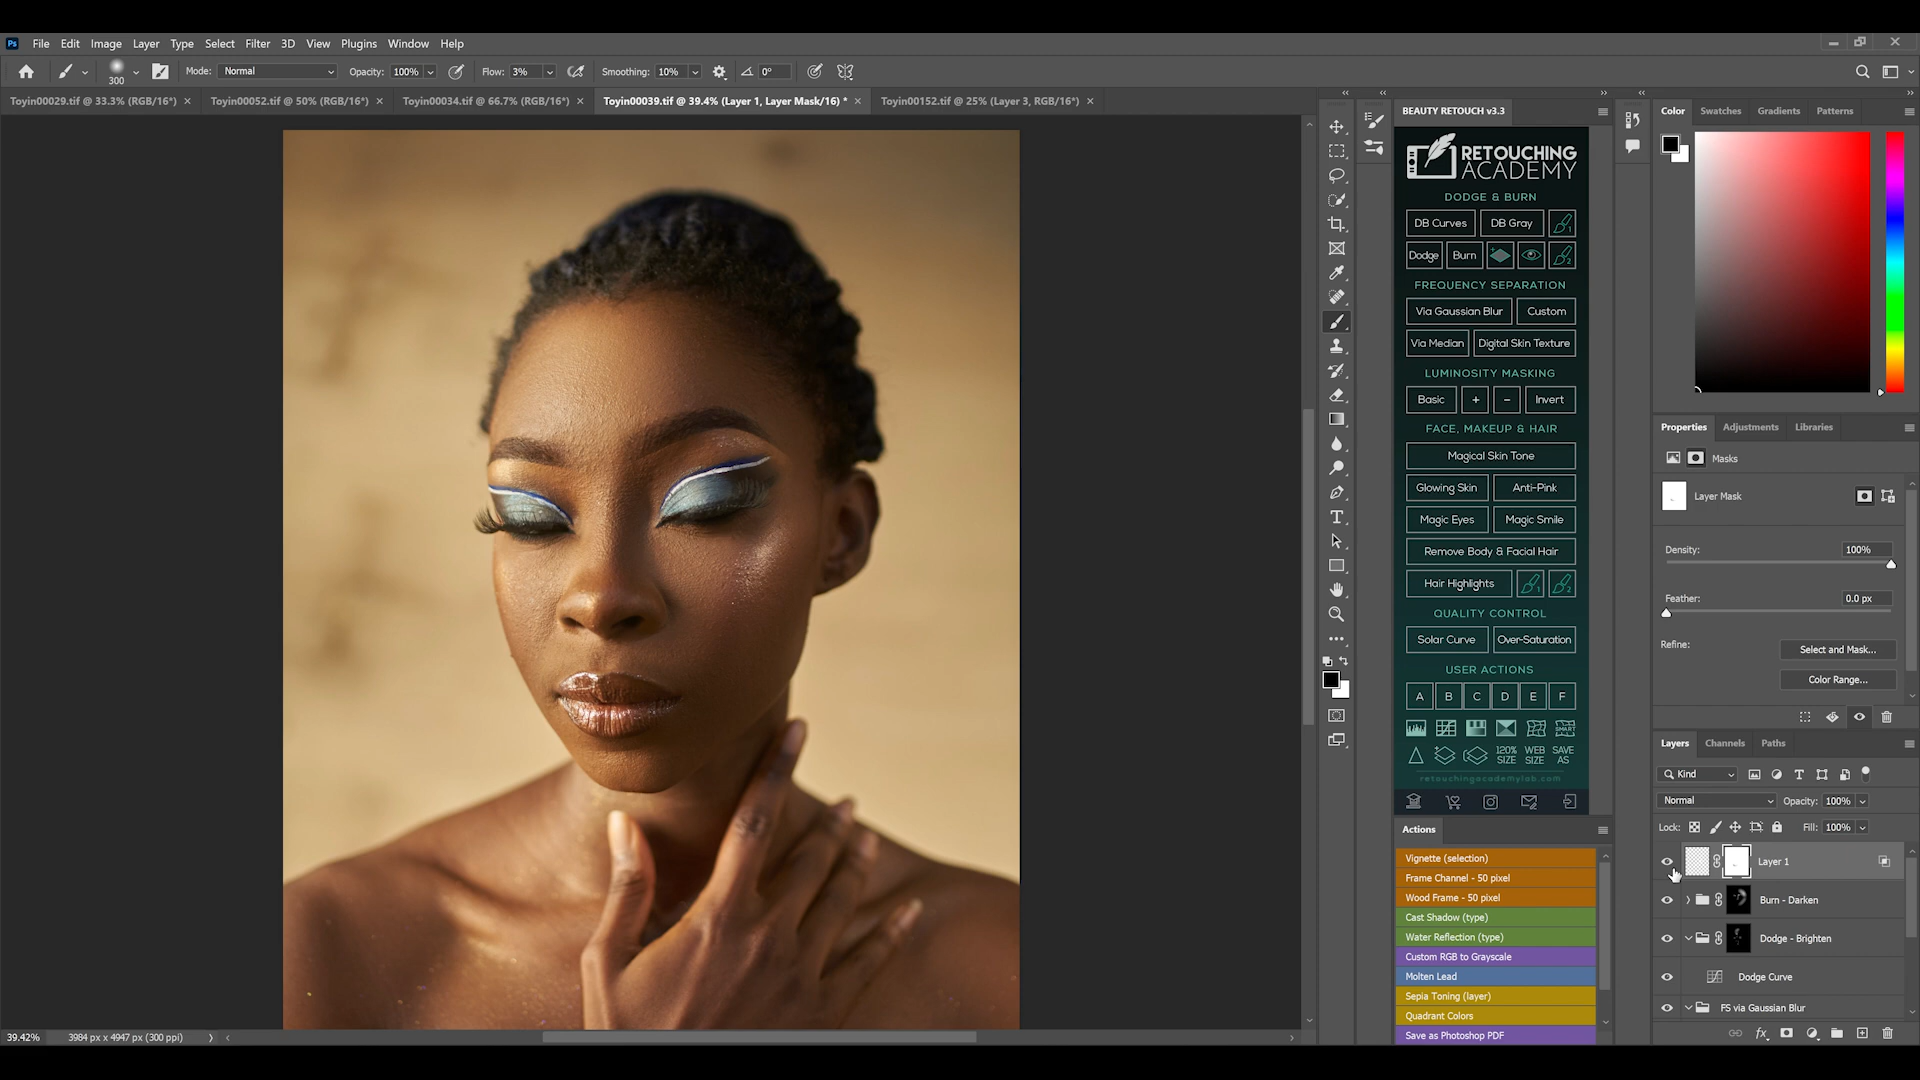 Ps File Edit Image Layer Type Select Filter 3D View Plugins Window Help
300 Mode: Normal Opacity: 100% Flow: 3% Smoothing: 10% 0°
Toyin00029.tif @ 33.3% (RGB/16*) × Toyin00052.tif @ 50% (RGB/16*) × Toyin00034.tif @ 66.7% (RGB/16*) × Toyin00039.tif @ 39.4% (Layer 1, Layer Mask/16) * × Toyin00152.tif @ 25% (Layer 3, RGB/16*) ×
BEAUTY RETOUCH v3.3
RETOUCHING
ACADEMY
DODGE & BURN
DB Curves DB Gray 1
Dodge Burn 2
FREQUENCY SEPARATION
Via Gaussian Blur Custom
Via Median Digital Skin Texture
LUMINOSITY MASKING
Basic + − Invert
FACE, MAKEUP & HAIR
Magical Skin Tone
Glowing Skin Anti-Pink
Magic Eyes Magic Smile
Remove Body & Facial Hair
Hair Highlights 1 2
QUALITY CONTROL
Solar Curve Over-Saturation
USER ACTIONS
A B C D E F
SMART
120% SIZE WEB SIZE SAVE AS
retouchingacademylab.com
Actions
Vignette (selection)
Frame Channel - 50 pixel
Wood Frame - 50 pixel
Cast Shadow (type)
Water Reflection (type)
Custom RGB to Grayscale
Molten Lead
Sepia Toning (layer)
Quadrant Colors
Save as Photoshop PDF
Color Swatches Gradients Patterns
Properties Adjustments Libraries
Masks
Layer Mask
Density: 100%
Feather: 0.0 px
Refine: Select and Mask...
Color Range...
Layers Channels Paths
Kind
Normal Opacity: 100%
Lock: Fill: 100%
Layer 1
Burn - Darken
Dodge - Brighten
Dodge Curve
FS via Gaussian Blur
fx
39.42% 3984 px x 4947 px (300 ppi)